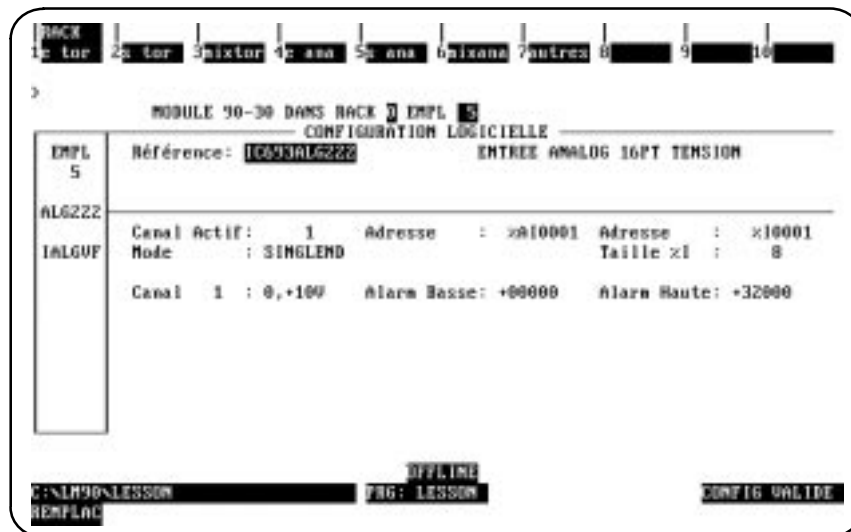 RACK
1e tor 2s tor 3mixtor 4e ana 5s ana 6mixana 7autres 8 9 10
>
MODULE 90-30 DANS RACK 0 EMPL 5
CONFIGURATION LOGICIELLE
EMPL Référence: IC693ALG222 ENTREE ANALOG 16PT TENSION
5
ALG222
Canal Actif: 1 Adresse : %AI0001 Adresse : %I0001
IALGVF Mode : SINGLEND Taille %I : 8
Canal 1 : 0,+10V Alarm Basse: +00000 Alarm Haute: +32000
OFFLINE
C:\LM90\LESSON PRG: LESSON CONFIG VALIDE
REMPLAC